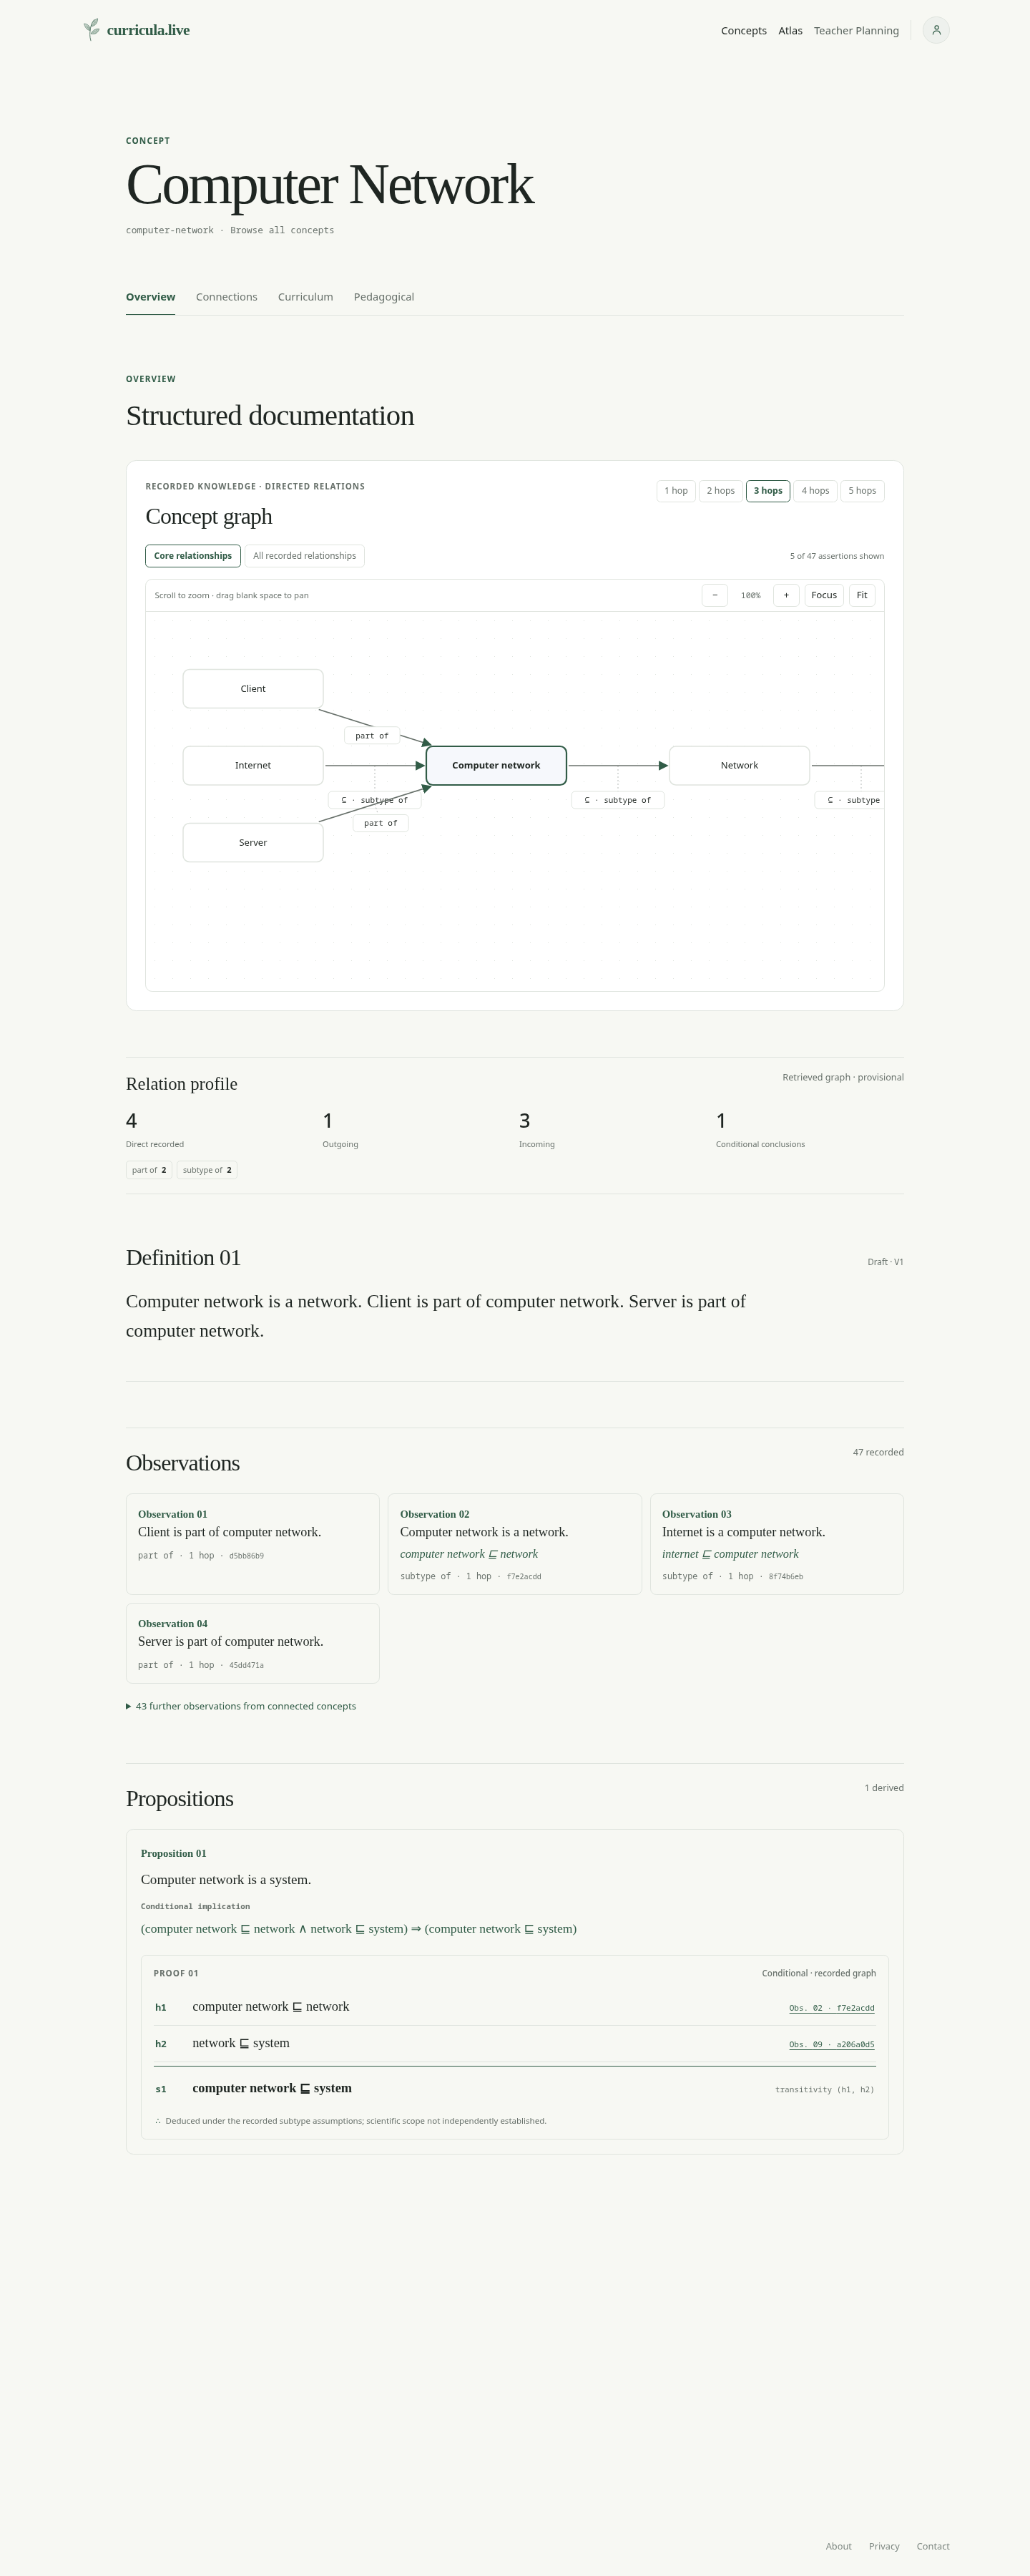 curricula.live
Concepts Atlas Teacher Planning
CONCEPT
Computer Network
computer-network · Browse all concepts
Overview Connections Curriculum Pedagogical
OVERVIEW
Structured documentation
RECORDED KNOWLEDGE · DIRECTED RELATIONS
1 hop 2 hops 3 hops 4 hops 5 hops
Concept graph
Core relationships All recorded relationships
5 of 47 assertions shown
Scroll to zoom · drag blank space to pan
− 100% + Focus Fit
Client
part of
Internet
Computer network
Network
⊆ · subtype of
⊆ · subtype of
⊆ · subtype
part of
Server
Relation profile
Retrieved graph · provisional
4 1 3 1
Direct recorded Outgoing Incoming Conditional conclusions
part of 2 subtype of 2
Definition 01
Draft · V1
Computer network is a network. Client is part of computer network. Server is part of
computer network.
Observations
47 recorded
Observation 01
Client is part of computer network.
part of · 1 hop · d5bb86b9
Observation 02
Computer network is a network.
computer network ⊑ network
subtype of · 1 hop · f7e2acdd
Observation 03
Internet is a computer network.
internet ⊑ computer network
subtype of · 1 hop · 8f74b6eb
Observation 04
Server is part of computer network.
part of · 1 hop · 45dd471a
▶ 43 further observations from connected concepts
Propositions
1 derived
Proposition 01
Computer network is a system.
Conditional implication
(computer network ⊑ network ∧ network ⊑ system) ⇒ (computer network ⊑ system)
PROOF 01
Conditional · recorded graph
h1 computer network ⊑ network Obs. 02 · f7e2acdd
h2 network ⊑ system Obs. 09 · a206a0d5
s1 computer network ⊑ system transitivity (h1, h2)
∴ Deduced under the recorded subtype assumptions; scientific scope not independently established.
About Privacy Contact